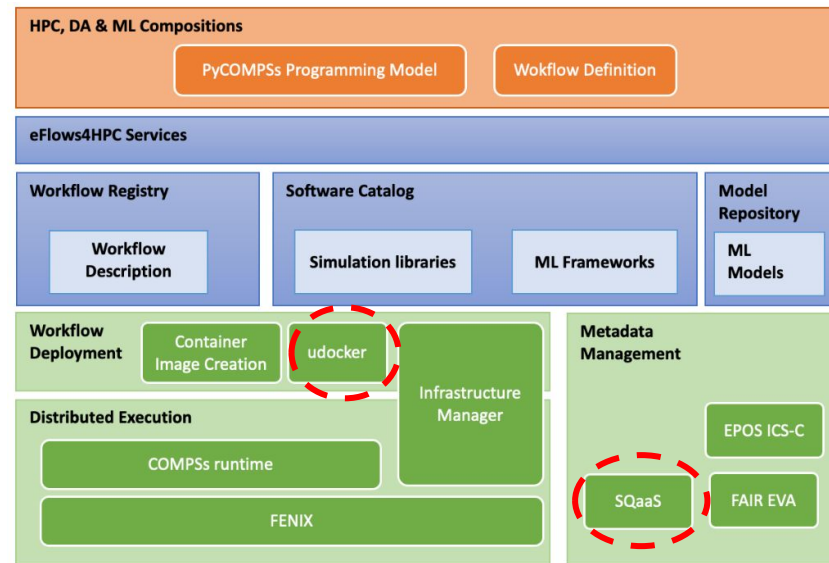 HPC, DA & ML Compositions
PyCOMPSs Programming Model
Wokflow Definition
eFlows4HPC Services
Workflow Registry
Workflow
Description
Software Catalog
Simulation libraries
ML Frameworks
Model
Repository
ML
Models
Workflow
Deployment
Container
Image Creation
udocker
Infrastructure
Manager
Distributed Execution
COMPSs runtime
FENIX
Metadata
Management
EPOS ICS-C
SQaaS
FAIR EVA